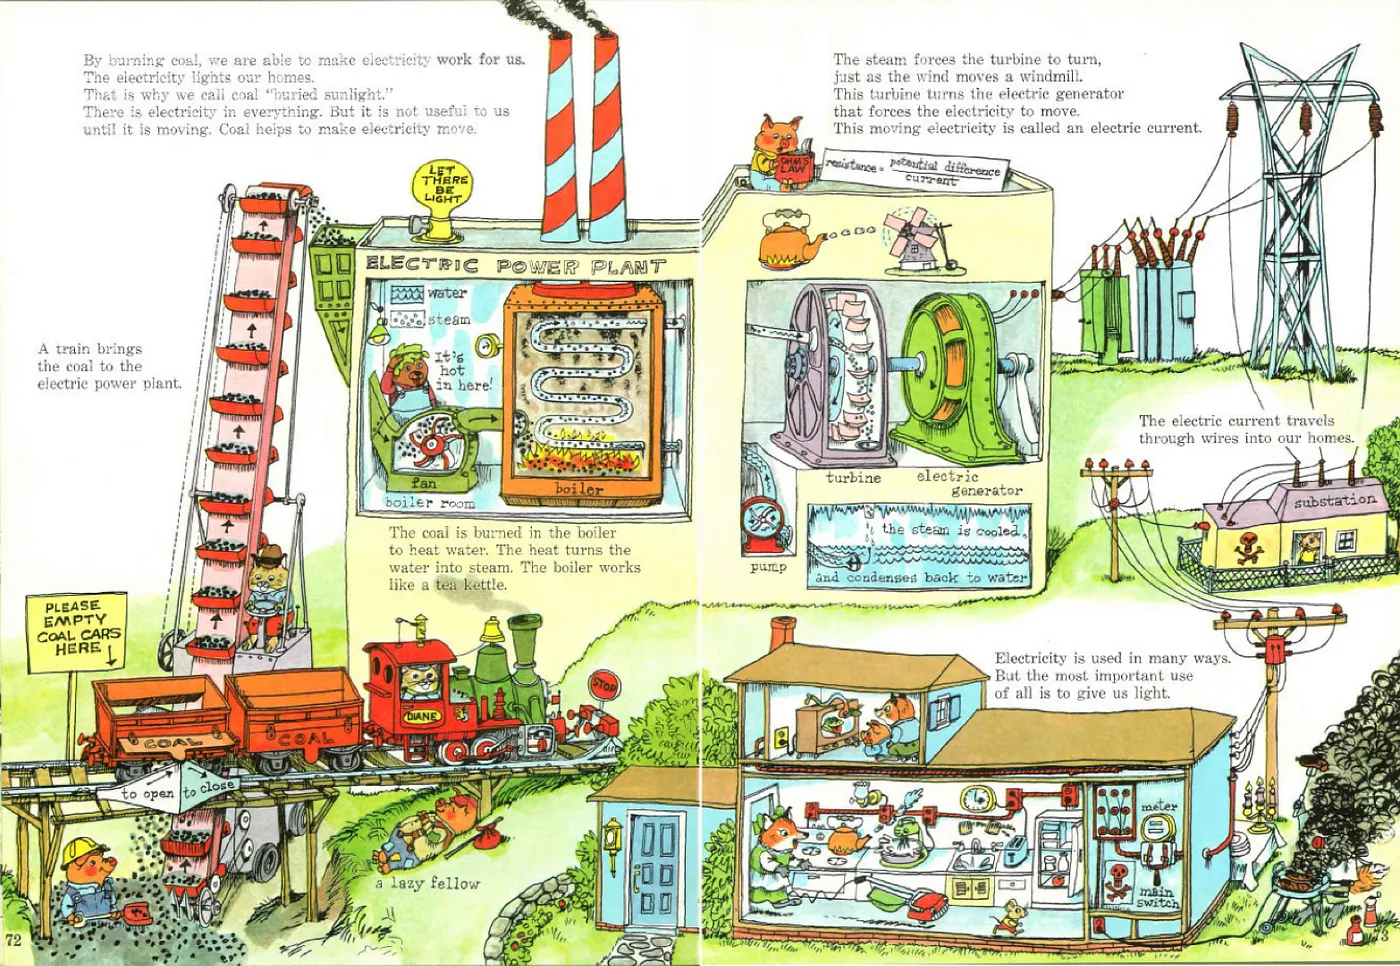 By burning coal, we are able to make electricity work for us.
The electricity lights our homes.
That is why we call coal "buried sunlight."
There is electricity in everything. But it is not useful to us
until it is moving. Coal helps to make electricity move.
The steam forces the turbine to turn,
just as the wind moves a windmill.
This turbine turns the electric generator
that forces the electricity to move.
This moving electricity is called an electric current.
LET
THERE
BE
LIGHT
OHM'S
LAW
resistance = potential difference
current
ELECTRIC POWER PLANT
water
steam
It's
hot
in here!
fan
boiler room
boiler
A train brings
the coal to the
electric power plant.
The coal is burned in the boiler
to heat water. The heat turns the
water into steam. The boiler works
like a tea kettle.
turbine
electric
generator
pump
the steam is cooled,
and condenses back to water
The electric current travels
through wires into our homes.
substation
PLEASE
EMPTY
COAL CARS
HERE
COAL
COAL
DIANE
STOP
to open
to close
a lazy fellow
Electricity is used in many ways.
But the most important use
of all is to give us light.
meter
main
switch
72
3